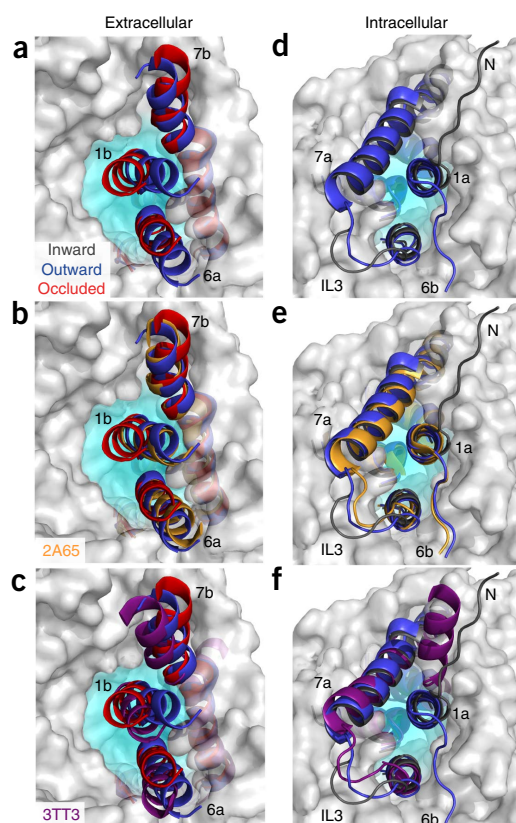 Extracellular
Intracellular
a
7b
1b
6a
Inward
Outward
Occluded
d
N
7a
1a
IL3
6b
b
7b
1b
6a
2A65
e
N
7a
1a
IL3
6b
c
7b
1b
6a
3TT3
f
N
7a
1a
IL3
6b